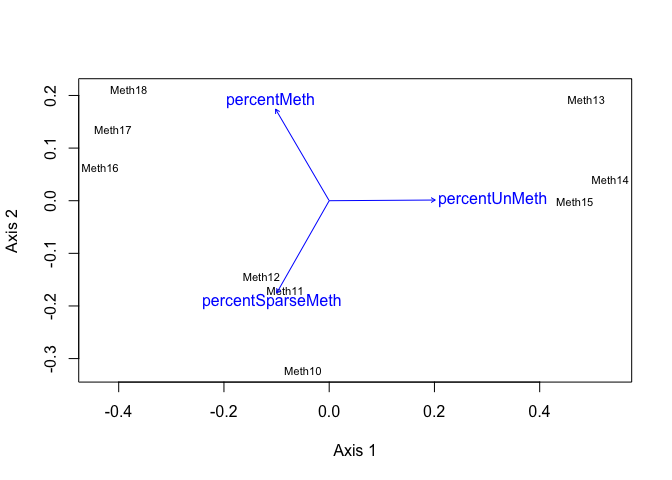 0.2
0.1
0.0
-0.1
-0.2
-0.3
Axis 2
Meth18
percentMeth
Meth13
Meth17
Meth16
Meth14
percentUnMeth
Meth15
Meth12
Meth11
percentSparseMeth
Meth10
-0.4
-0.2
0.0
0.2
0.4
Axis 1